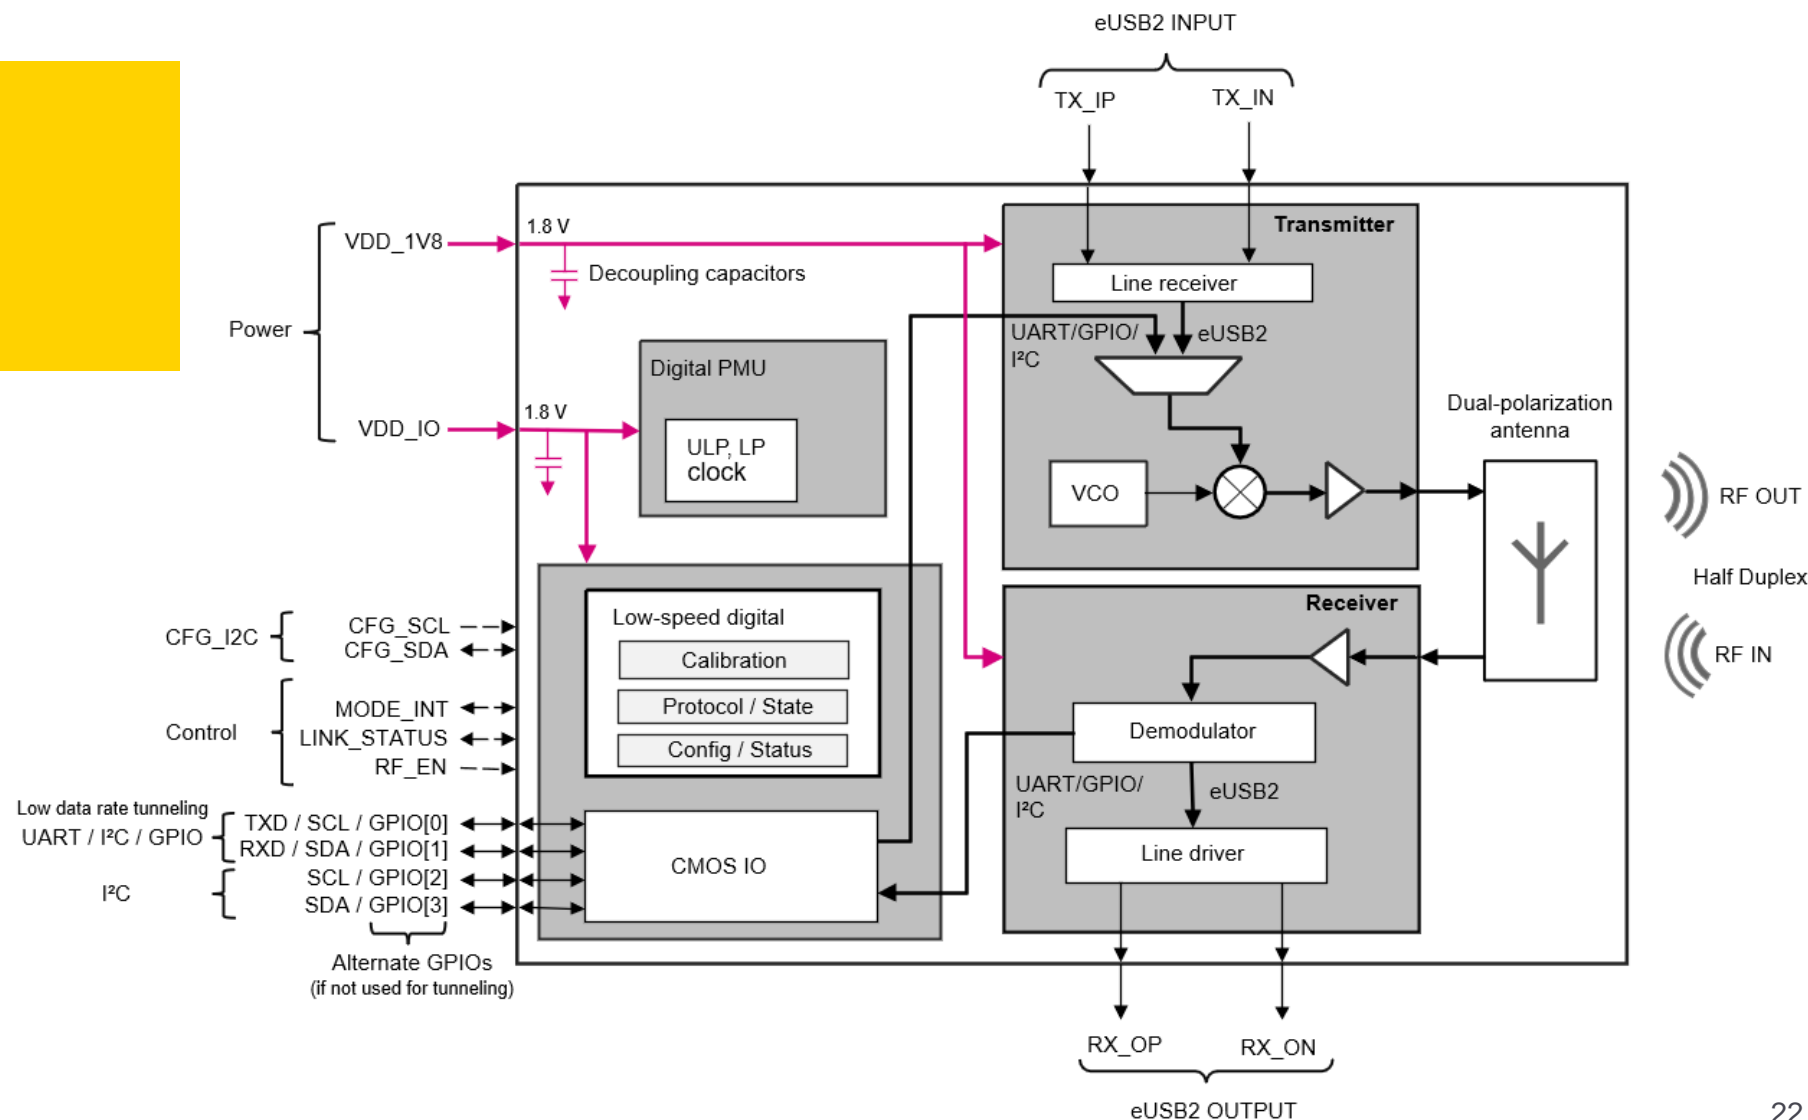 eUSB2 INPUT
TX_IP
TX_IN
Transmitter
1.8 V
VDD_1V8
Decoupling capacitors
Line receiver
Power
UART/GPIO/
I²C
eUSB2
Digital PMU
1.8 V
VDD_IO
ULP, LP
clock
VCO
Dual-polarization
antenna
RF OUT
Half Duplex
RF IN
Receiver
CFG_I2C
CFG_SCL
CFG_SDA
Low-speed digital
Calibration
Protocol / State
Config / Status
Control
MODE_INT
LINK_STATUS
RF_EN
Demodulator
UART/GPIO/
I²C
eUSB2
Low data rate tunneling
UART / I²C / GPIO
TXD / SCL / GPIO[0]
RXD / SDA / GPIO[1]
I²C
SCL / GPIO[2]
SDA / GPIO[3]
CMOS IO
Line driver
Alternate GPIOs
(if not used for tunneling)
RX_OP
RX_ON
eUSB2 OUTPUT
22